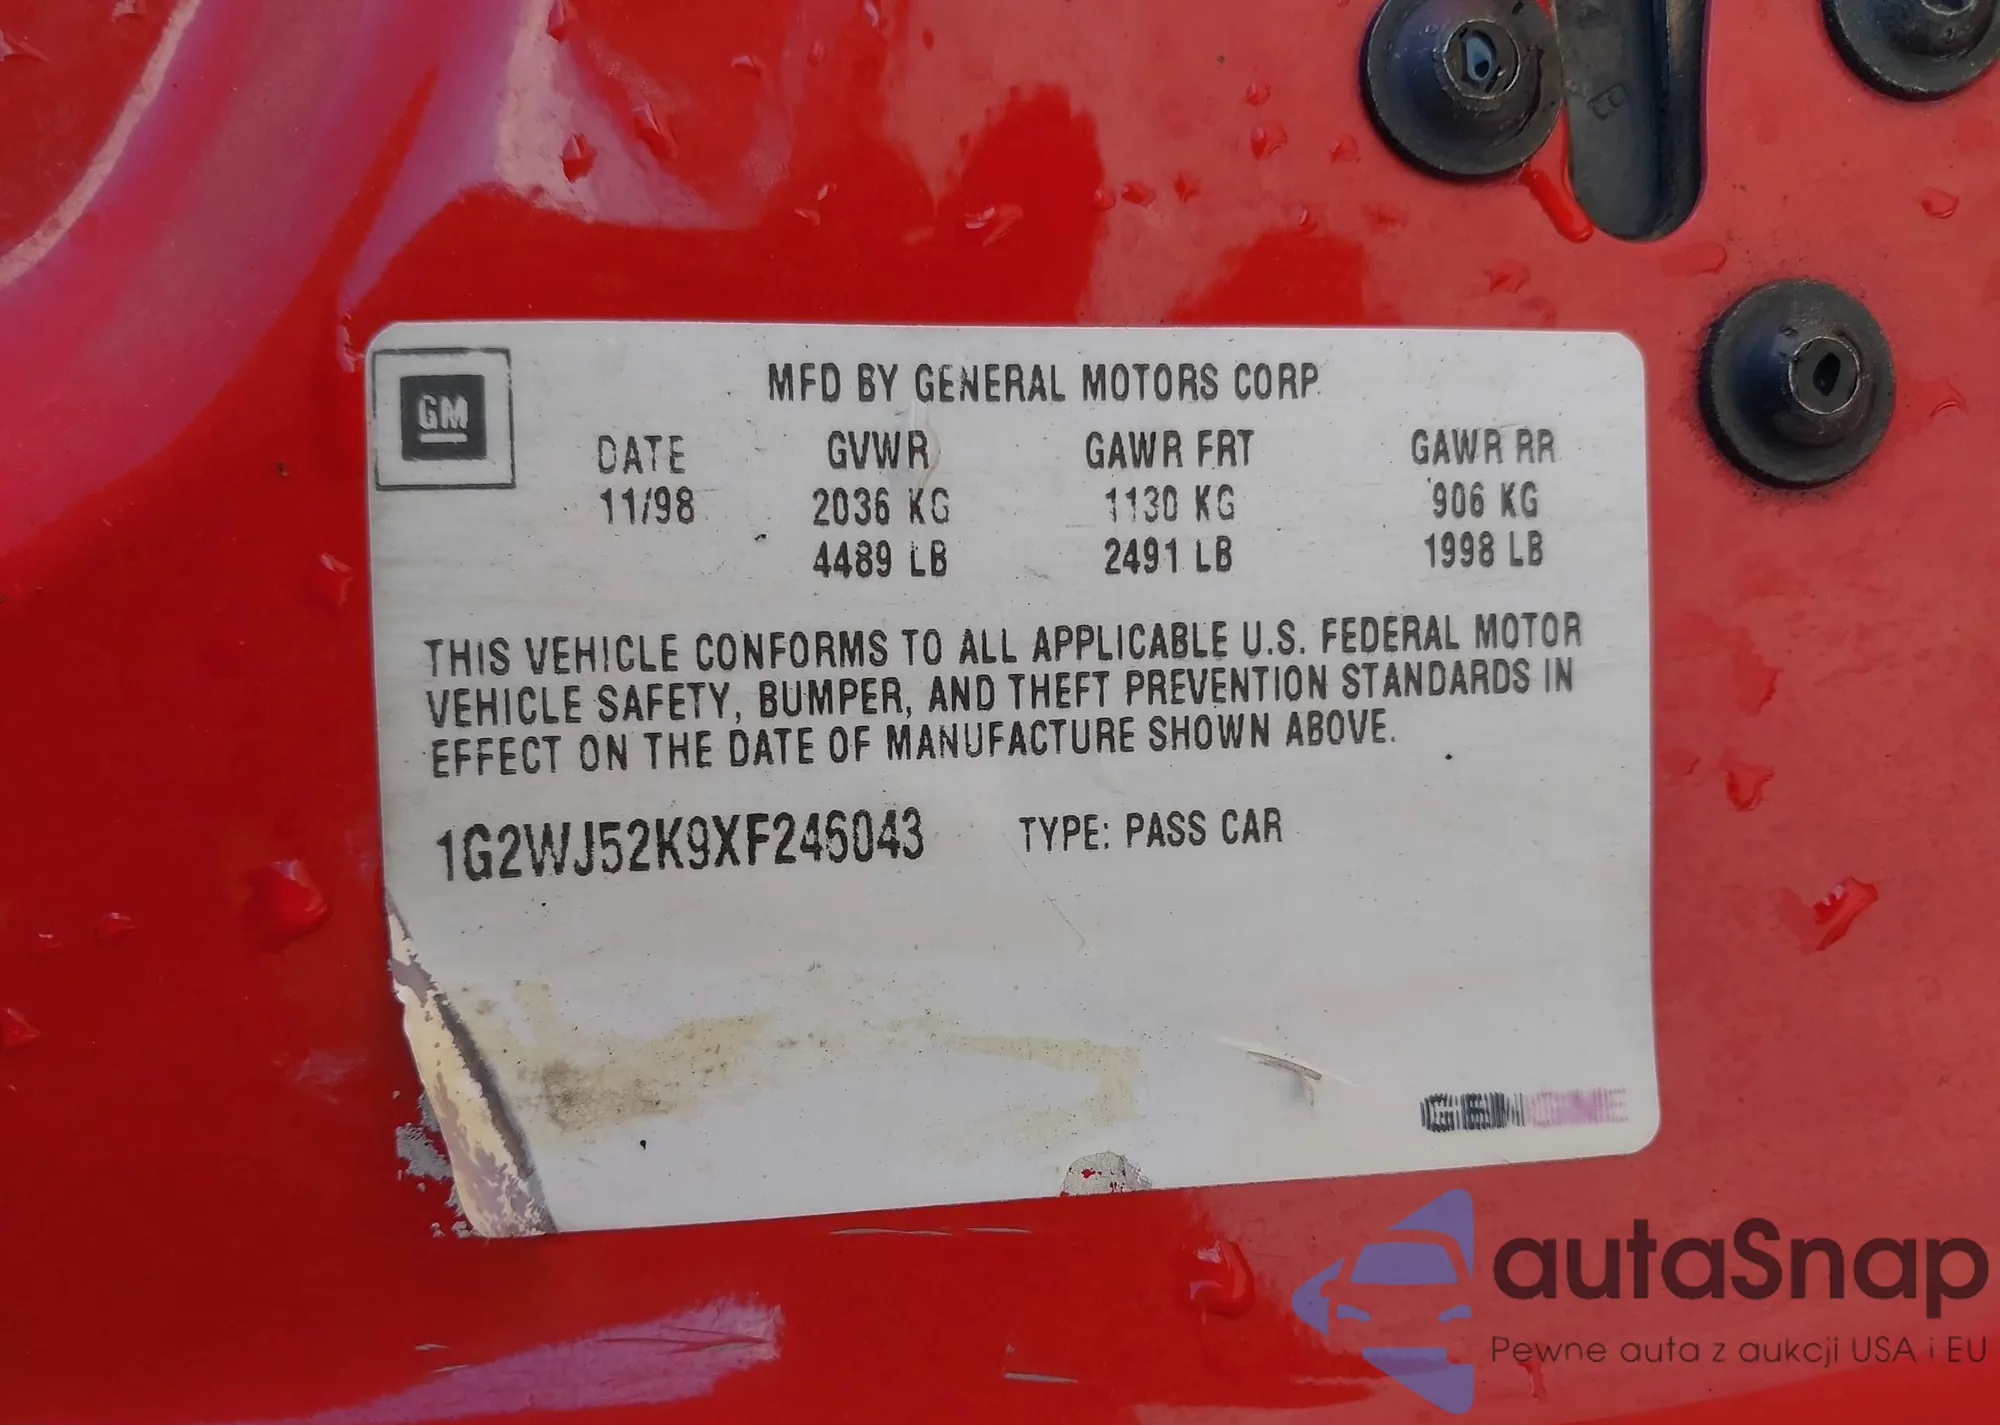 GM
MFD BY GENERAL MOTORS CORP.
DATE GVWR GAWR FRT GAWR RR
11/98 2036 KG 1130 KG 906 KG
4489 LB 2491 LB 1998 LB
THIS VEHICLE CONFORMS TO ALL APPLICABLE U.S. FEDERAL MOTOR
VEHICLE SAFETY, BUMPER, AND THEFT PREVENTION STANDARDS IN
EFFECT ON THE DATE OF MANUFACTURE SHOWN ABOVE.
1G2WJ52K9XF246043 TYPE: PASS CAR
autaSnap
Pewne auta z aukcji USA i EU